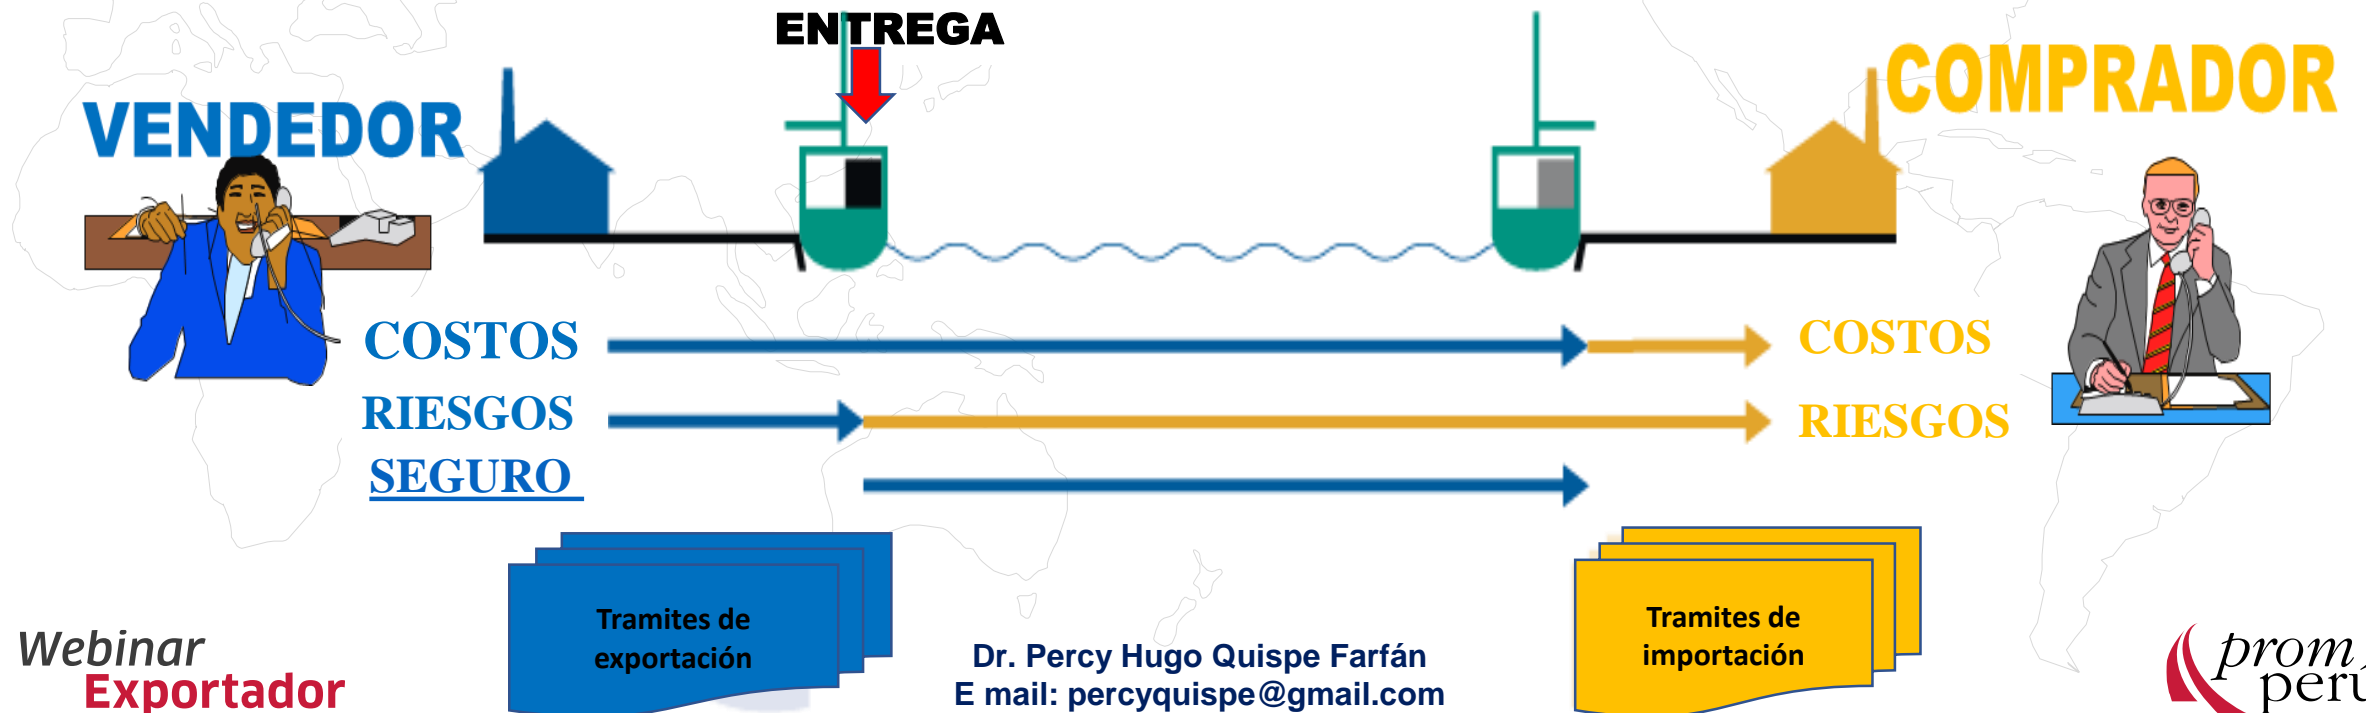 ENTREGA
VENDEDOR
COMPRADOR
COSTOS
COSTOS
RIESGOS
RIESGOS
SEGURO
Tramites de
exportación
Tramites de
importación
Dr. Percy Hugo Quispe Farfán
E mail: percyquispe@gmail.com
Webinar
Exportador
prom
perú